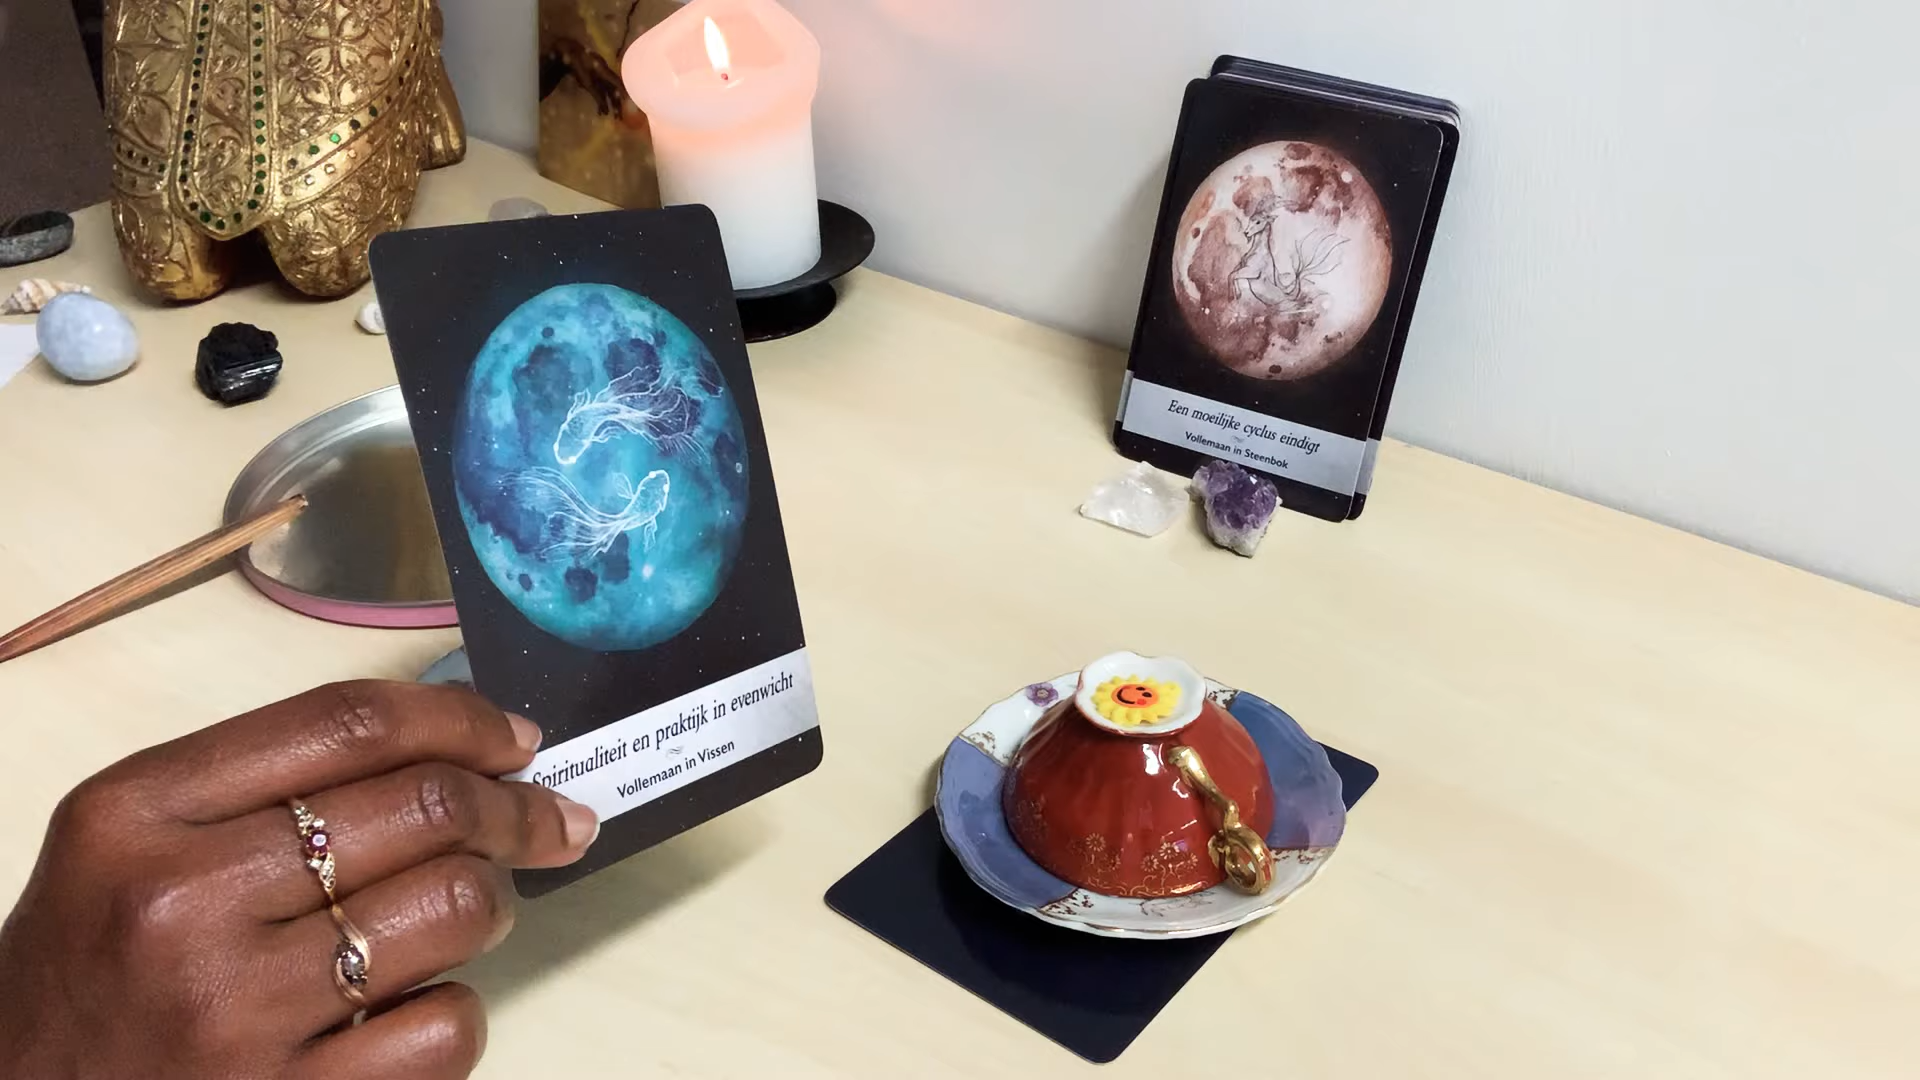 Spiritualiteit en praktijk in evenwicht
Vollemaan in Vissen
Een moeilijke cyclus eindigt
Vollemaan in Steenbok